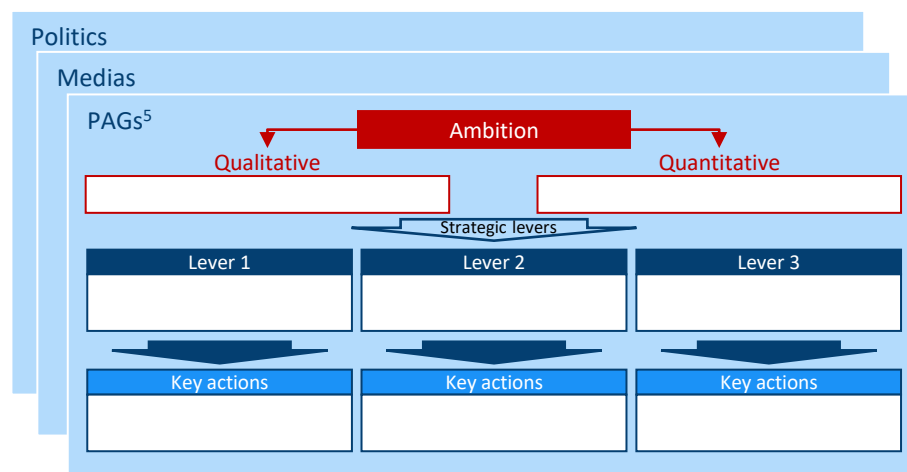 Politics
Medias
PAGs⁵
Ambition
Qualitative
Quantitative
Strategic levers
Lever 1
Lever 2
Lever 3
Key actions
Key actions
Key actions